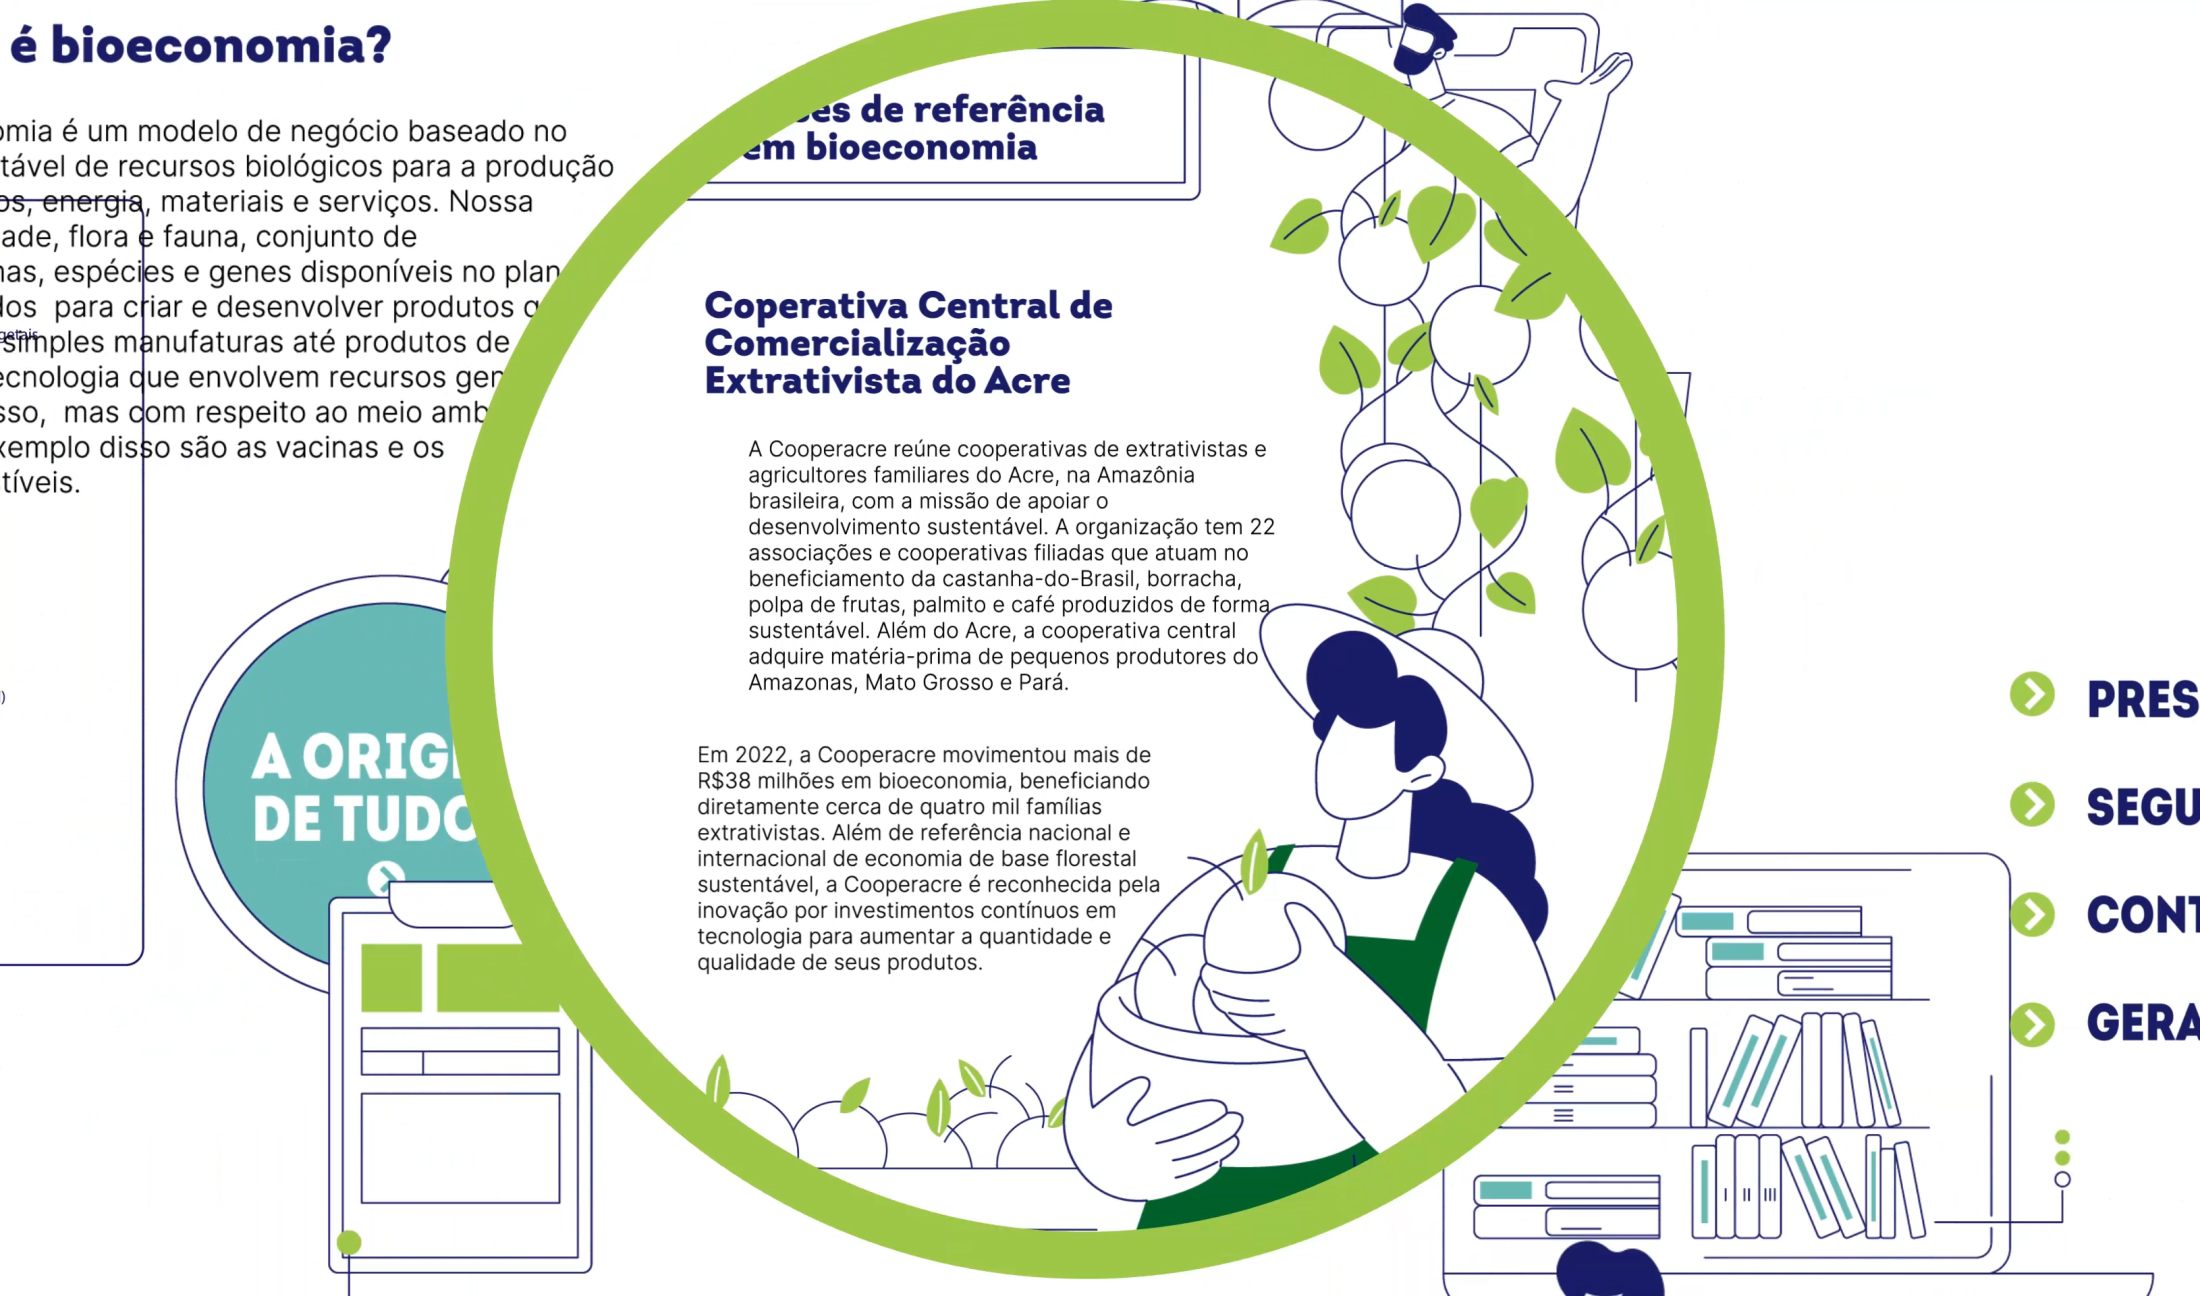 é bioeconomia?
omia é um modelo de negócio baseado no
tável de recursos biológicos para a produção
os, energia, materiais e serviços. Nossa
ade, flora e fauna, conjunto de
nas, espécies e genes disponíveis no plan
dos para criar e desenvolver produtos q
simples manufaturas até produtos de
ecnologia que envolvem recursos gen
sso, mas com respeito ao meio amb
xemplo disso são as vacinas e os
tíveis.
getais
A ORIG
DE TUDO
ses de referência
em bioeconomia
Coperativa Central de
Comercialização
Extrativista do Acre
A Cooperacre reúne cooperativas de extrativistas e
agricultores familiares do Acre, na Amazônia
brasileira, com a missão de apoiar o
desenvolvimento sustentável. A organização tem 22
associações e cooperativas filiadas que atuam no
beneficiamento da castanha-do-Brasil, borracha,
polpa de frutas, palmito e café produzidos de forma
sustentável. Além do Acre, a cooperativa central
adquire matéria-prima de pequenos produtores do
Amazonas, Mato Grosso e Pará.
Em 2022, a Cooperacre movimentou mais de
R$38 milhões em bioeconomia, beneficiando
diretamente cerca de quatro mil famílias
extrativistas. Além de referência nacional e
internacional de economia de base florestal
sustentável, a Cooperacre é reconhecida pela
inovação por investimentos contínuos em
tecnologia para aumentar a quantidade e
qualidade de seus produtos.
PRES
SEGU
CONT
GERA